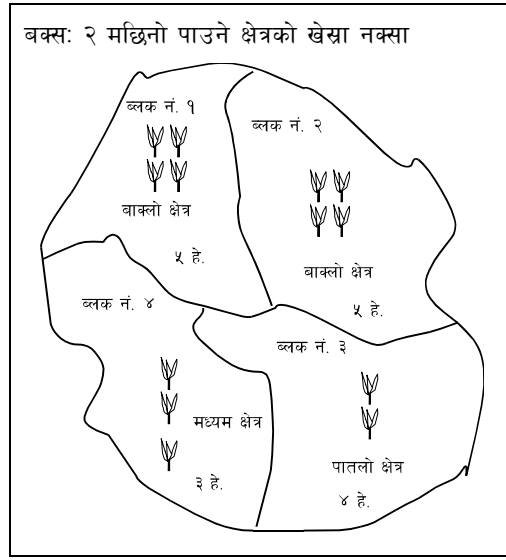 बक्स: २ मछिनो पाउने क्षेत्रको खेस्रा नक्सा
ब्लक नं. १
बाक्लो क्षेत्र
५ हे.
ब्लक नं. २
बाक्लो क्षेत्र
५ हे.
ब्लक नं. ४
मध्यम क्षेत्र
३ हे.
ब्लक नं. ३
पातलो क्षेत्र
४ हे.